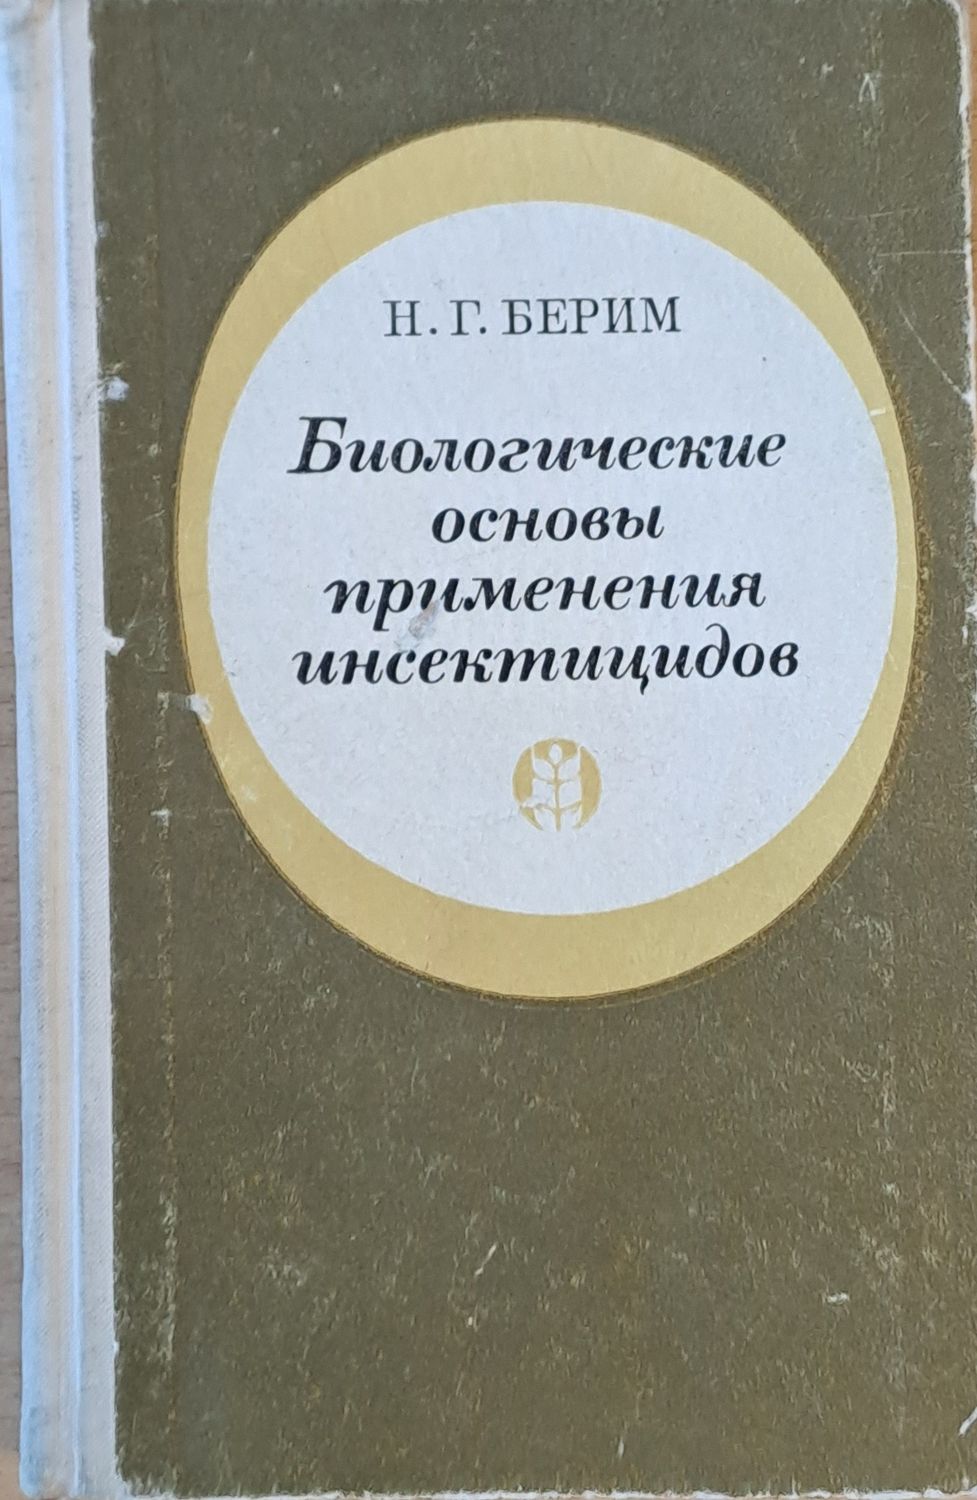 Н. Г. БЕРИМ
Биологические
основы
применения
инсектицидов